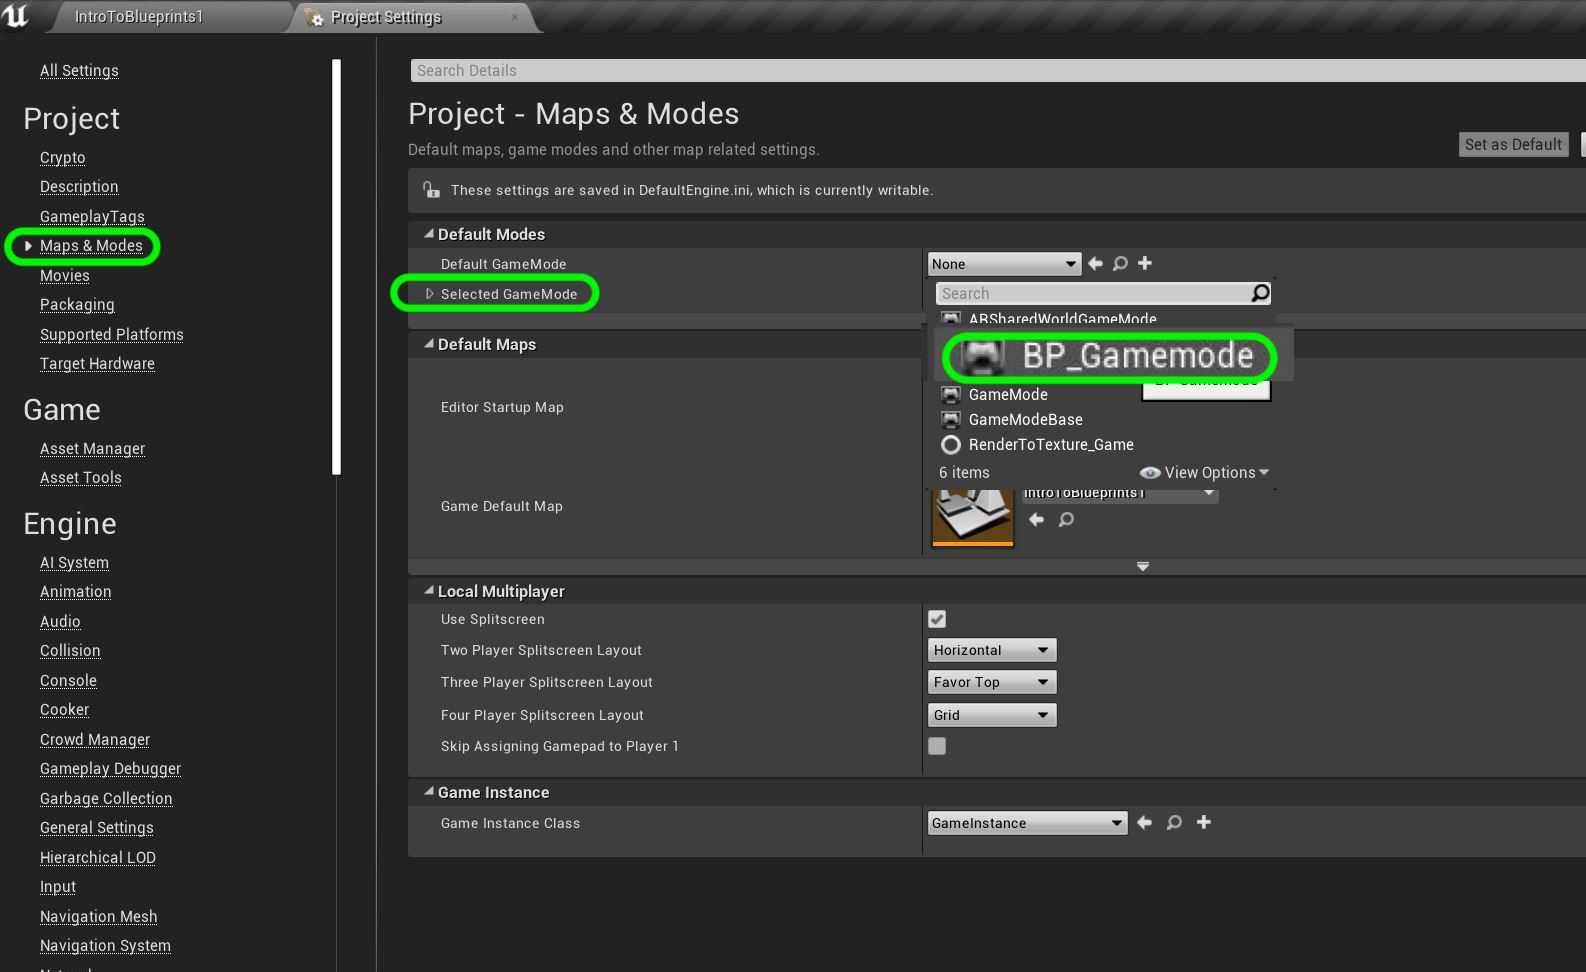 IntroToBlueprints1
Project Settings
All Settings
Project
Crypto
Description
GameplayTags
Maps & Modes
Movies
Packaging
Supported Platforms
Target Hardware
Game
Asset Manager
Asset Tools
Engine
AI System
Animation
Audio
Collision
Console
Cooker
Crowd Manager
Gameplay Debugger
Garbage Collection
General Settings
Hierarchical LOD
Input
Navigation Mesh
Navigation System
Search Details
Project - Maps & Modes
Default maps, game modes and other map related settings.
Set as Default
These settings are saved in DefaultEngine.ini, which is currently writable.
Default Modes
Default GameMode
None
Selected GameMode
Search
ARSharedWorldGameMode
BP_Gamemode
GameMode
GameModeBase
RenderToTexture_Game
6 items
View Options
Default Maps
Editor Startup Map
Game Default Map
IntroToBlueprints1
Local Multiplayer
Use Splitscreen
Two Player Splitscreen Layout
Horizontal
Three Player Splitscreen Layout
Favor Top
Four Player Splitscreen Layout
Grid
Skip Assigning Gamepad to Player 1
Game Instance
Game Instance Class
GameInstance